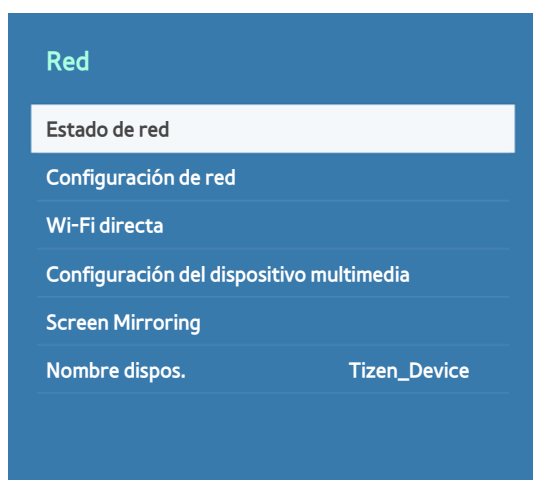 Red
Estado de red
Configuración de red
Wi-Fi directa
Configuración del dispositivo multimedia
Screen Mirroring
Nombre dispos. Tizen_Device